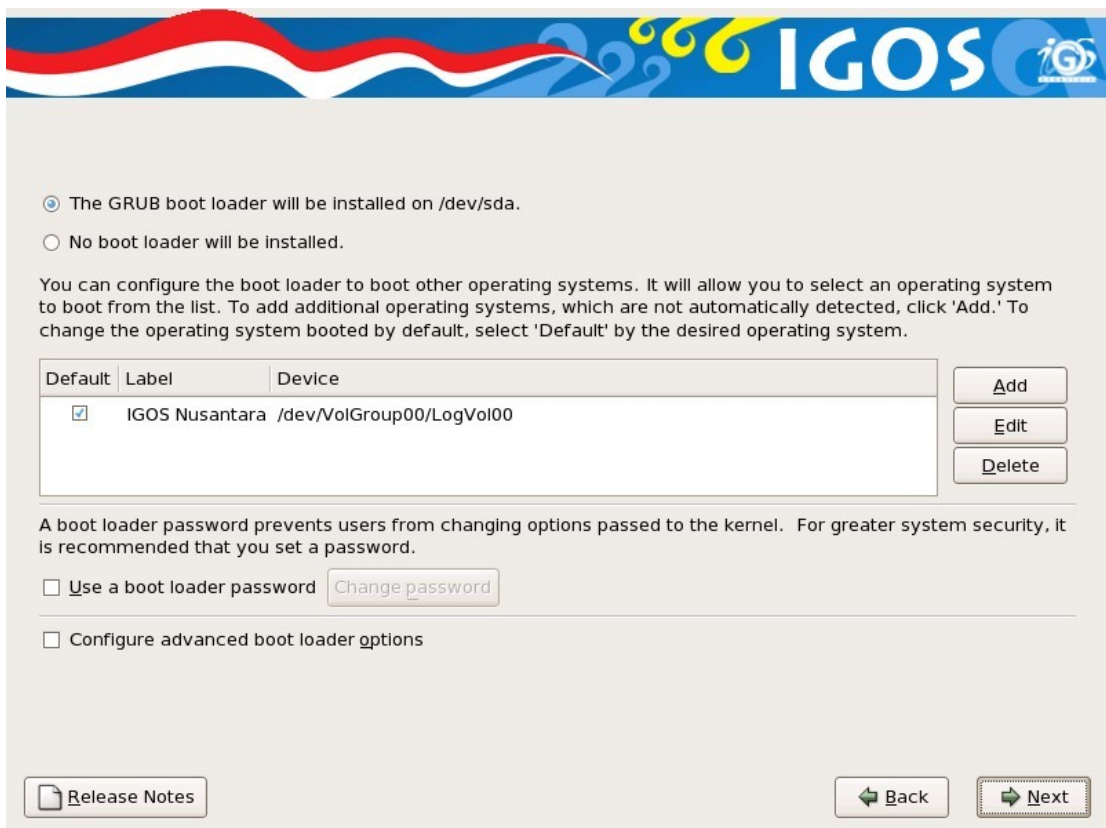 IGOS
iGOS
The GRUB boot loader will be installed on /dev/sda.
No boot loader will be installed.
You can configure the boot loader to boot other operating systems. It will allow you to select an operating system
to boot from the list. To add additional operating systems, which are not automatically detected, click 'Add.' To
change the operating system booted by default, select 'Default' by the desired operating system.
Default Label Device
IGOS Nusantara /dev/VolGroup00/LogVol00
Add
Edit
Delete
A boot loader password prevents users from changing options passed to the kernel.  For greater system security, it
is recommended that you set a password.
Use a boot loader password Change password
Configure advanced boot loader options
Release Notes Back Next